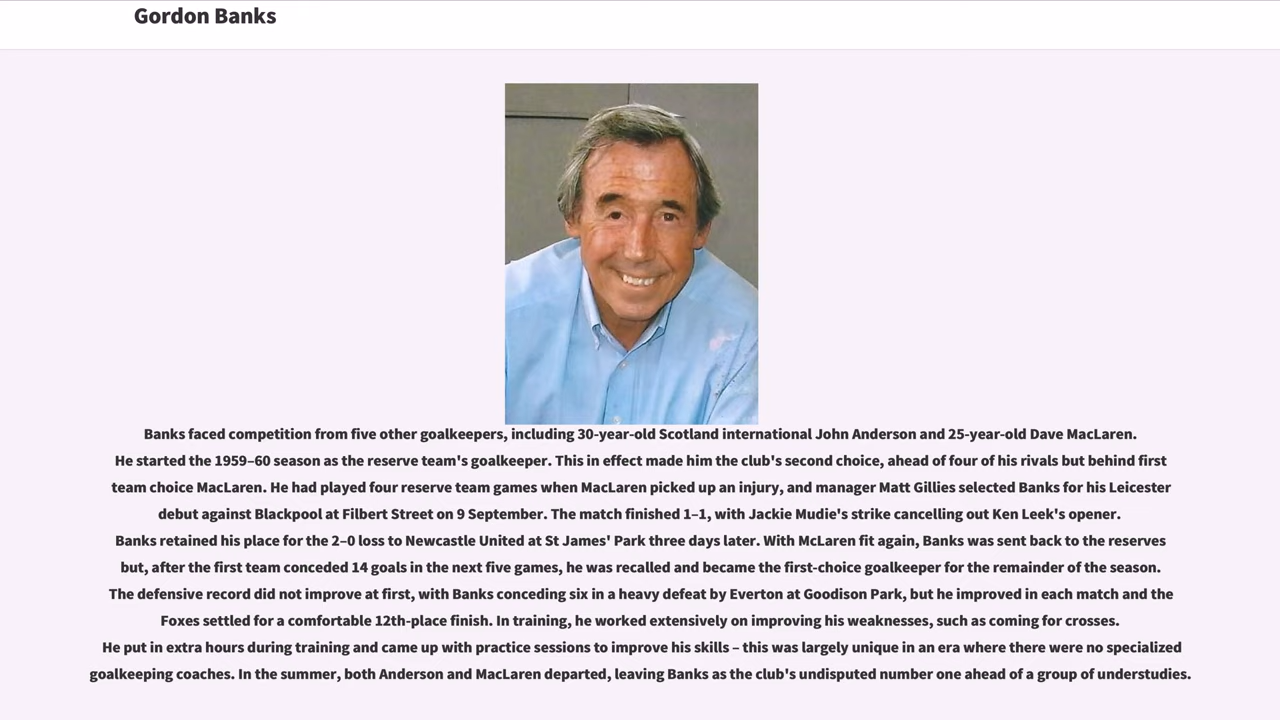 Gordon Banks
Banks faced competition from five other goalkeepers, including 30-year-old Scotland international John Anderson and 25-year-old Dave MacLaren.
He started the 1959–60 season as the reserve team's goalkeeper. This in effect made him the club's second choice, ahead of four of his rivals but behind first
team choice MacLaren. He had played four reserve team games when MacLaren picked up an injury, and manager Matt Gillies selected Banks for his Leicester
debut against Blackpool at Filbert Street on 9 September. The match finished 1–1, with Jackie Mudie's strike cancelling out Ken Leek's opener.
Banks retained his place for the 2–0 loss to Newcastle United at St James' Park three days later. With McLaren fit again, Banks was sent back to the reserves
but, after the first team conceded 14 goals in the next five games, he was recalled and became the first-choice goalkeeper for the remainder of the season.
The defensive record did not improve at first, with Banks conceding six in a heavy defeat by Everton at Goodison Park, but he improved in each match and the
Foxes settled for a comfortable 12th-place finish. In training, he worked extensively on improving his weaknesses, such as coming for crosses.
He put in extra hours during training and came up with practice sessions to improve his skills – this was largely unique in an era where there were no specialized
goalkeeping coaches. In the summer, both Anderson and MacLaren departed, leaving Banks as the club's undisputed number one ahead of a group of understudies.